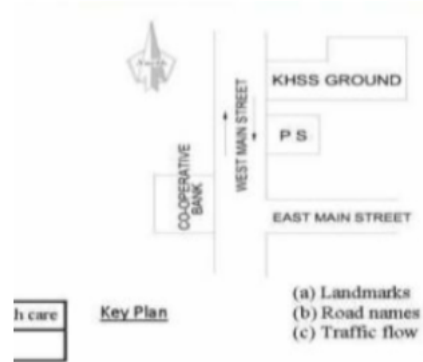 North
KHSS GROUND
WEST MAIN STREET
P S
CO-OPERATIVE
BANK
EAST MAIN STREET
h care
Key Plan
(a) Landmarks
(b) Road names
(c) Traffic flow